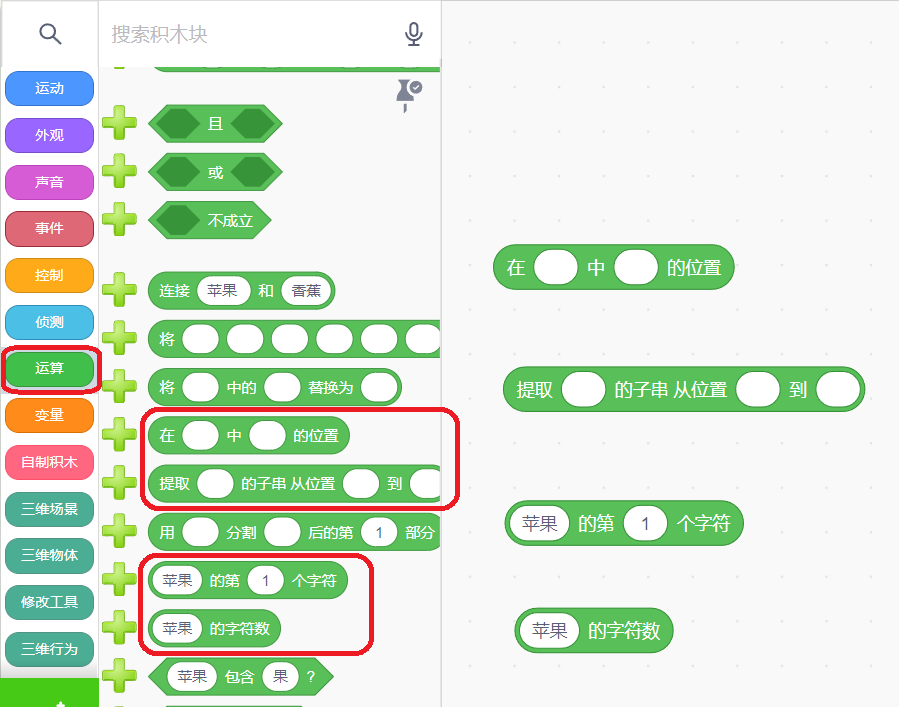 搜索积木块
运动
外观
声音
事件
控制
侦测
运算
变量
自制积木
三维场景
三维物体
修改工具
三维行为
且
或
不成立
连接 苹果 和 香蕉
将
将 中的 替换为
在 中 的位置
提取 的子串 从位置 到
用 分割 后的第 1 部分
苹果 的第 1 个字符
苹果 的字符数
苹果 包含 果 ?
在 中 的位置
提取 的子串 从位置 到
苹果 的第 1 个字符
苹果 的字符数